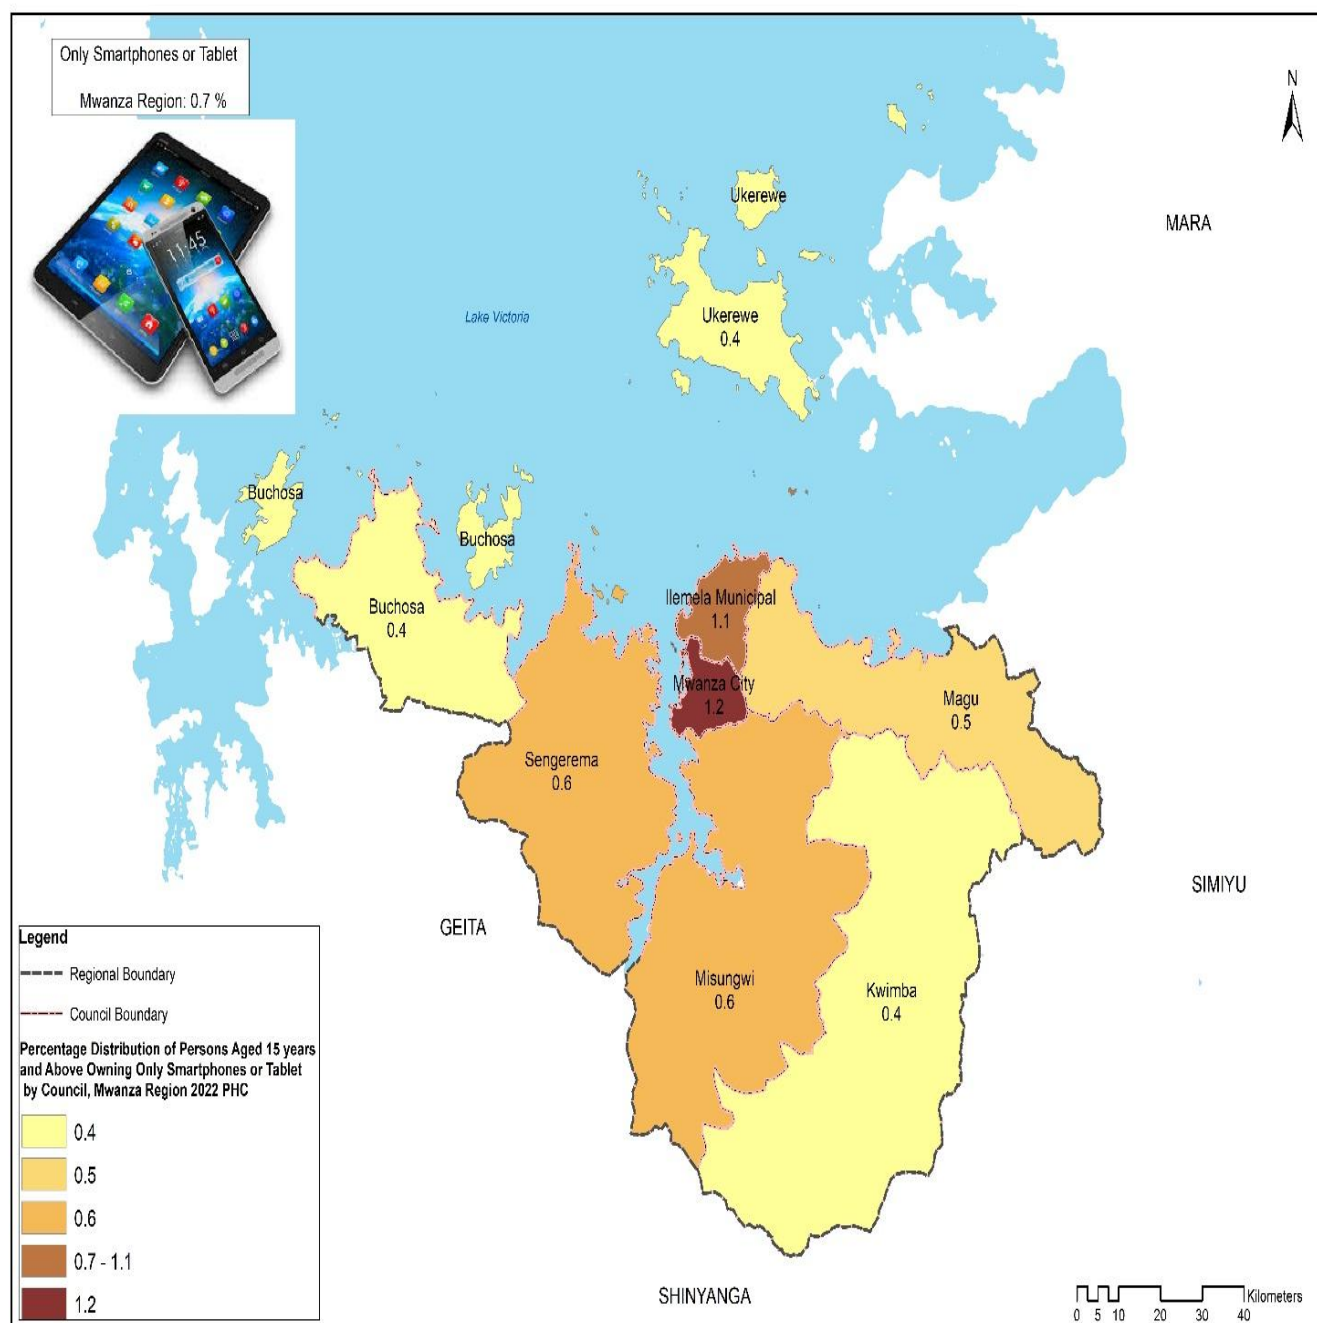 Only Smartphones or Tablet
Mwanza Region: 0.7 %
N
11:45
Ukerewe
MARA
Lake Victoria
Ukerewe
0.4
Buchosa
Buchosa
Buchosa
0.4
Ilemela Municipal
1.1
Mwanza City
1.2
Magu
0.5
Sengerema
0.6
SIMIYU
GEITA
Misungwi
0.6
Kwimba
0.4
Legend
Regional Boundary
Council Boundary
Percentage Distribution of Persons Aged 15 years
and Above Owning Only Smartphones or Tablet
by Council, Mwanza Region 2022 PHC
0.4
0.5
0.6
0.7 - 1.1
1.2
SHINYANGA
Kilometers
0 5 10 20 30 40